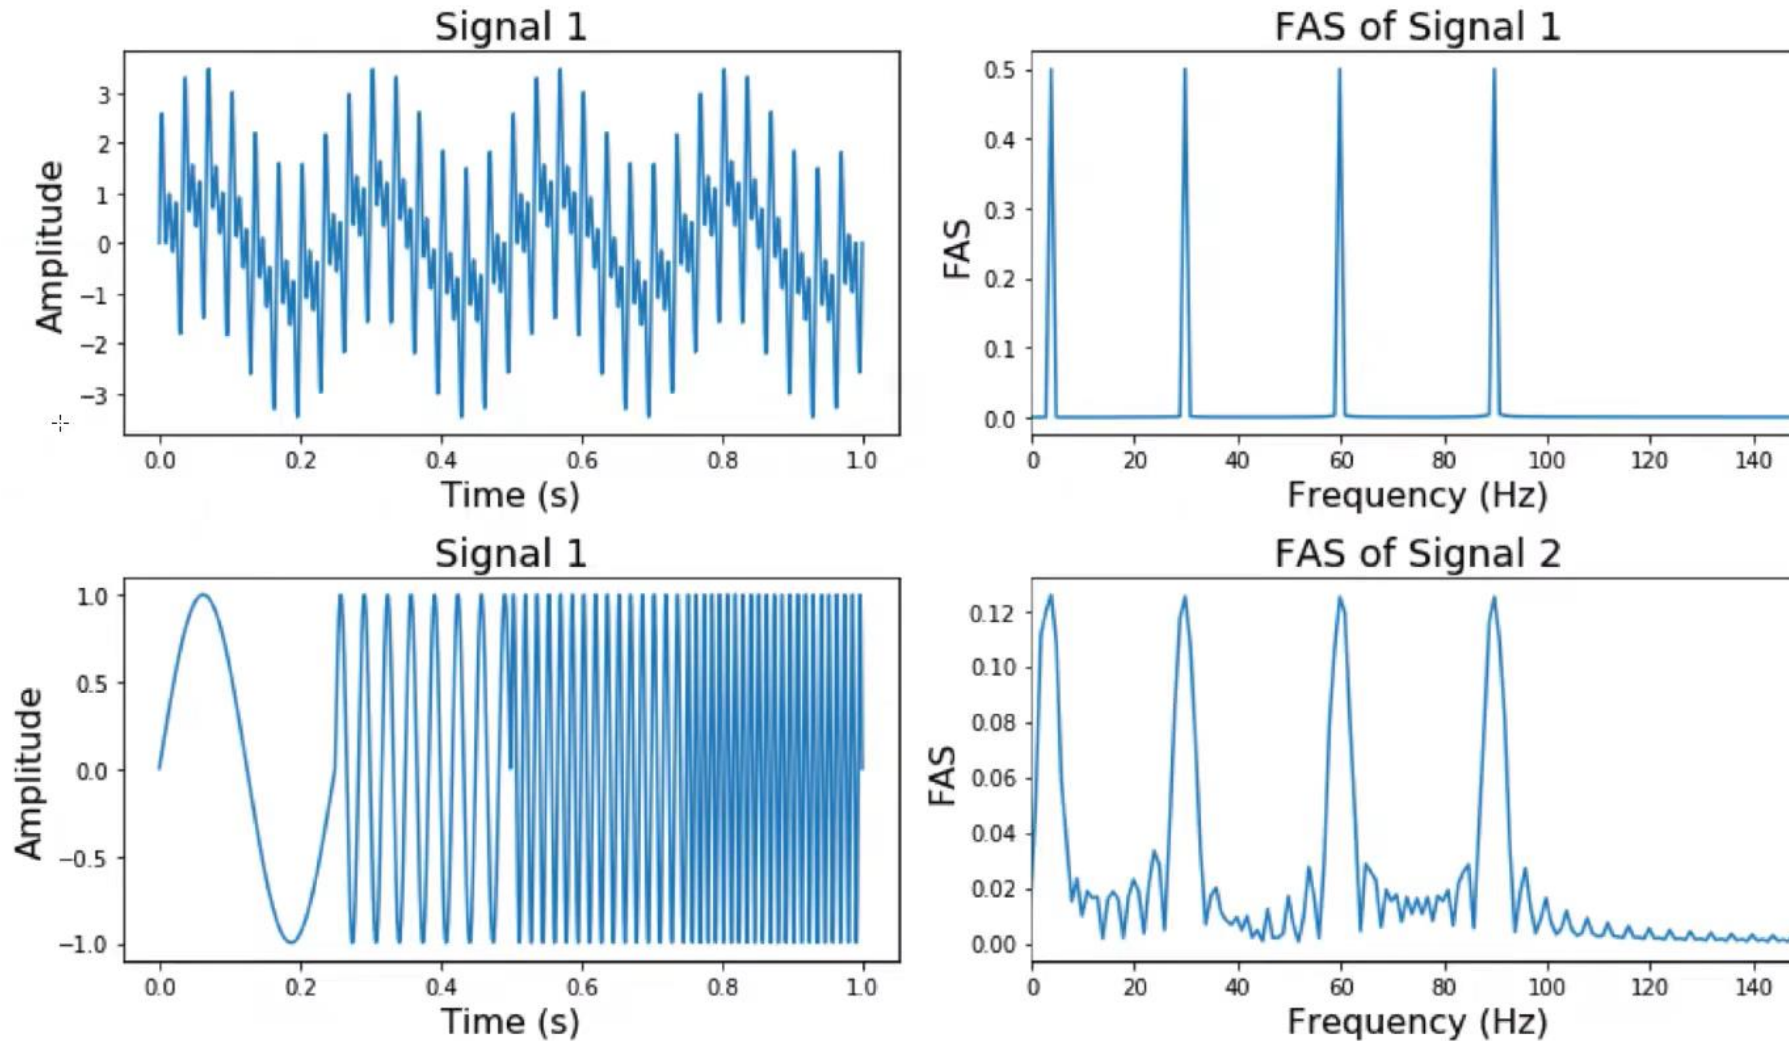 Signal 1
3
2
1
0
−1
−2
−3
Amplitude
0.0 0.2 0.4 0.6 0.8 1.0
Time (s)
FAS of Signal 1
0.5
0.4
0.3
0.2
0.1
0.0
FAS
0 20 40 60 80 100 120 140
Frequency (Hz)
Signal 1
1.0
0.5
0.0
−0.5
−1.0
Amplitude
0.0 0.2 0.4 0.6 0.8 1.0
Time (s)
FAS of Signal 2
0.12
0.10
0.08
0.06
0.04
0.02
0.00
FAS
0 20 40 60 80 100 120 140
Frequency (Hz)